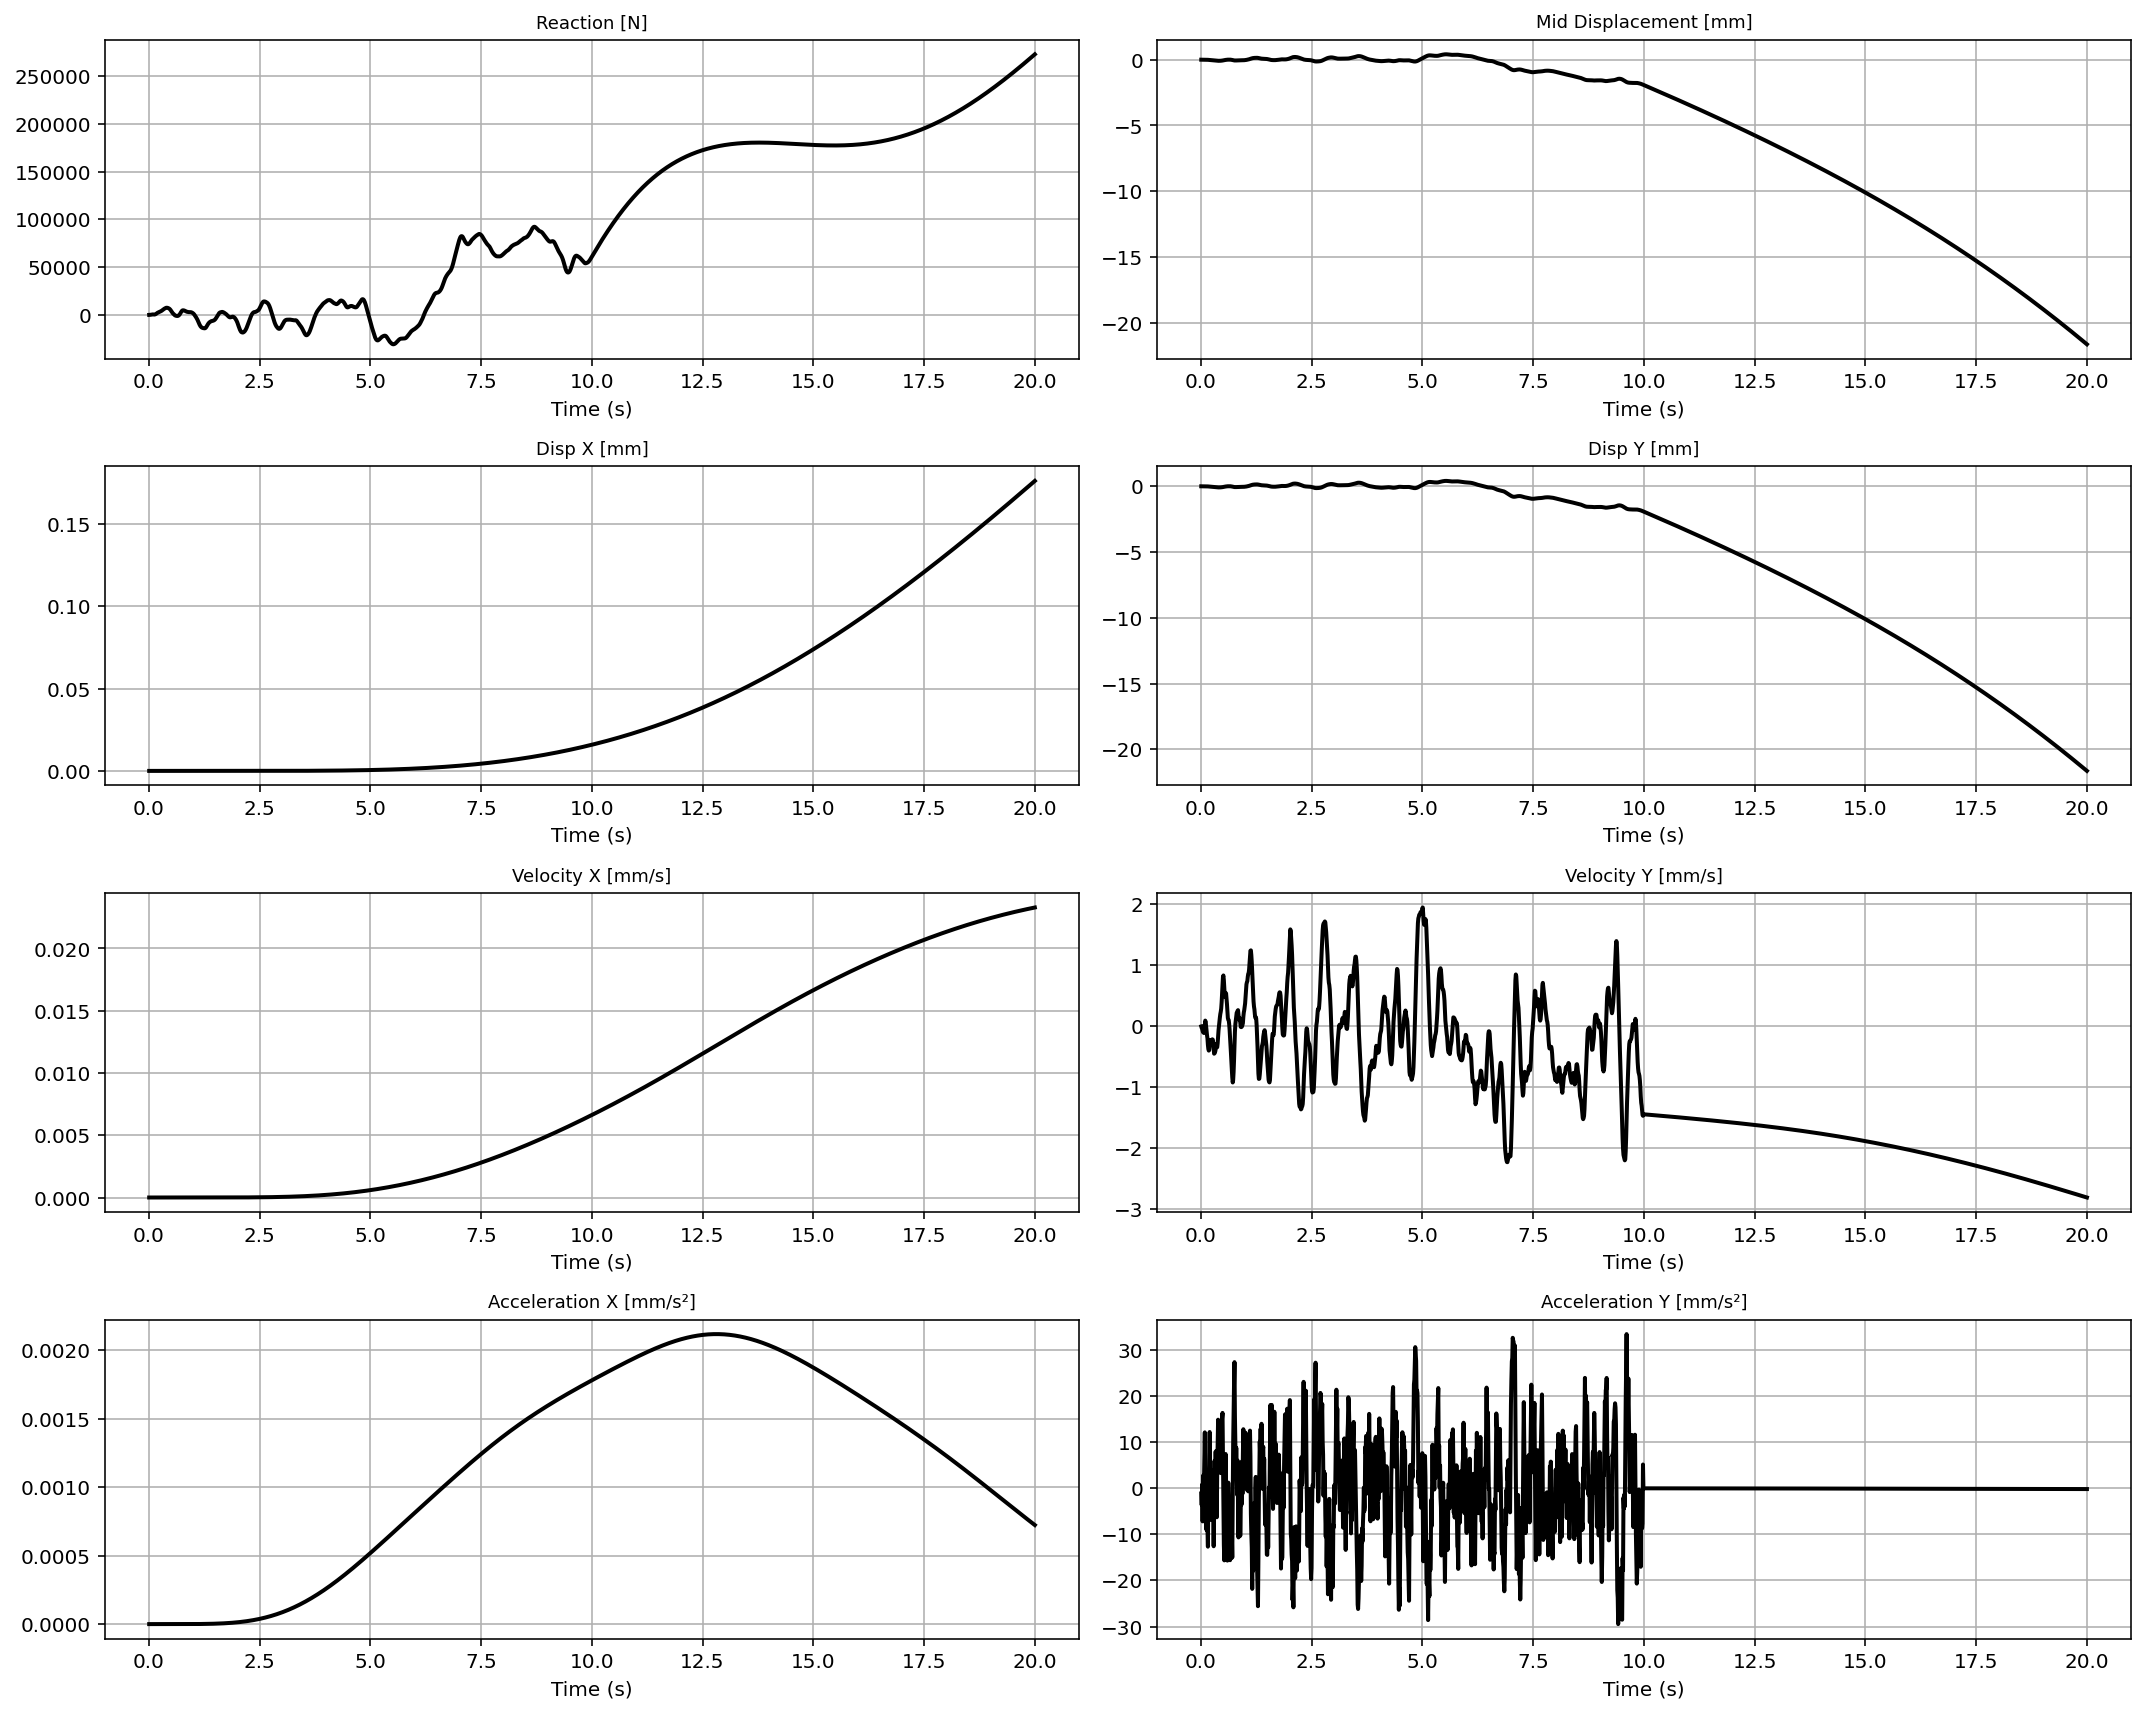 Reaction [N]
250000
200000
150000
100000
50000
0
0.0 2.5 5.0 7.5 10.0 12.5 15.0 17.5 20.0
Time (s)
Mid Displacement [mm]
0
−5
−10
−15
−20
0.0 2.5 5.0 7.5 10.0 12.5 15.0 17.5 20.0
Time (s)
Disp X [mm]
0.15
0.10
0.05
0.00
0.0 2.5 5.0 7.5 10.0 12.5 15.0 17.5 20.0
Time (s)
Disp Y [mm]
0
−5
−10
−15
−20
0.0 2.5 5.0 7.5 10.0 12.5 15.0 17.5 20.0
Time (s)
Velocity X [mm/s]
0.020
0.015
0.010
0.005
0.000
0.0 2.5 5.0 7.5 10.0 12.5 15.0 17.5 20.0
Time (s)
Velocity Y [mm/s]
2
1
0
−1
−2
−3
0.0 2.5 5.0 7.5 10.0 12.5 15.0 17.5 20.0
Time (s)
Acceleration X [mm/s²]
0.0020
0.0015
0.0010
0.0005
0.0000
0.0 2.5 5.0 7.5 10.0 12.5 15.0 17.5 20.0
Time (s)
Acceleration Y [mm/s²]
30
20
10
0
−10
−20
−30
0.0 2.5 5.0 7.5 10.0 12.5 15.0 17.5 20.0
Time (s)